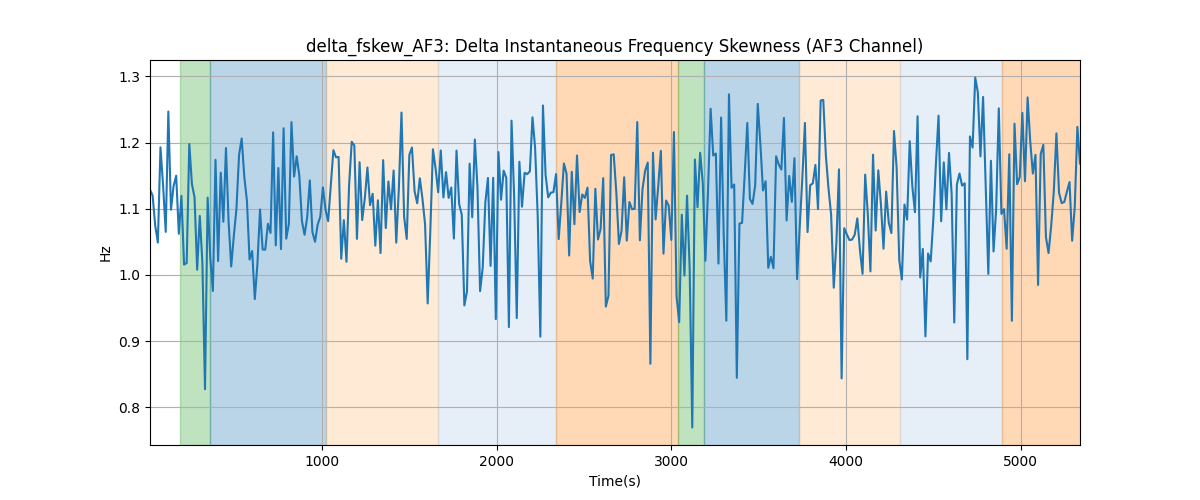 delta_fskew_AF3: Delta Instantaneous Frequency Skewness (AF3 Channel)
1.3
1.2
1.1
1.0
0.9
0.8
Hz
1000 2000 3000 4000 5000
Time(s)